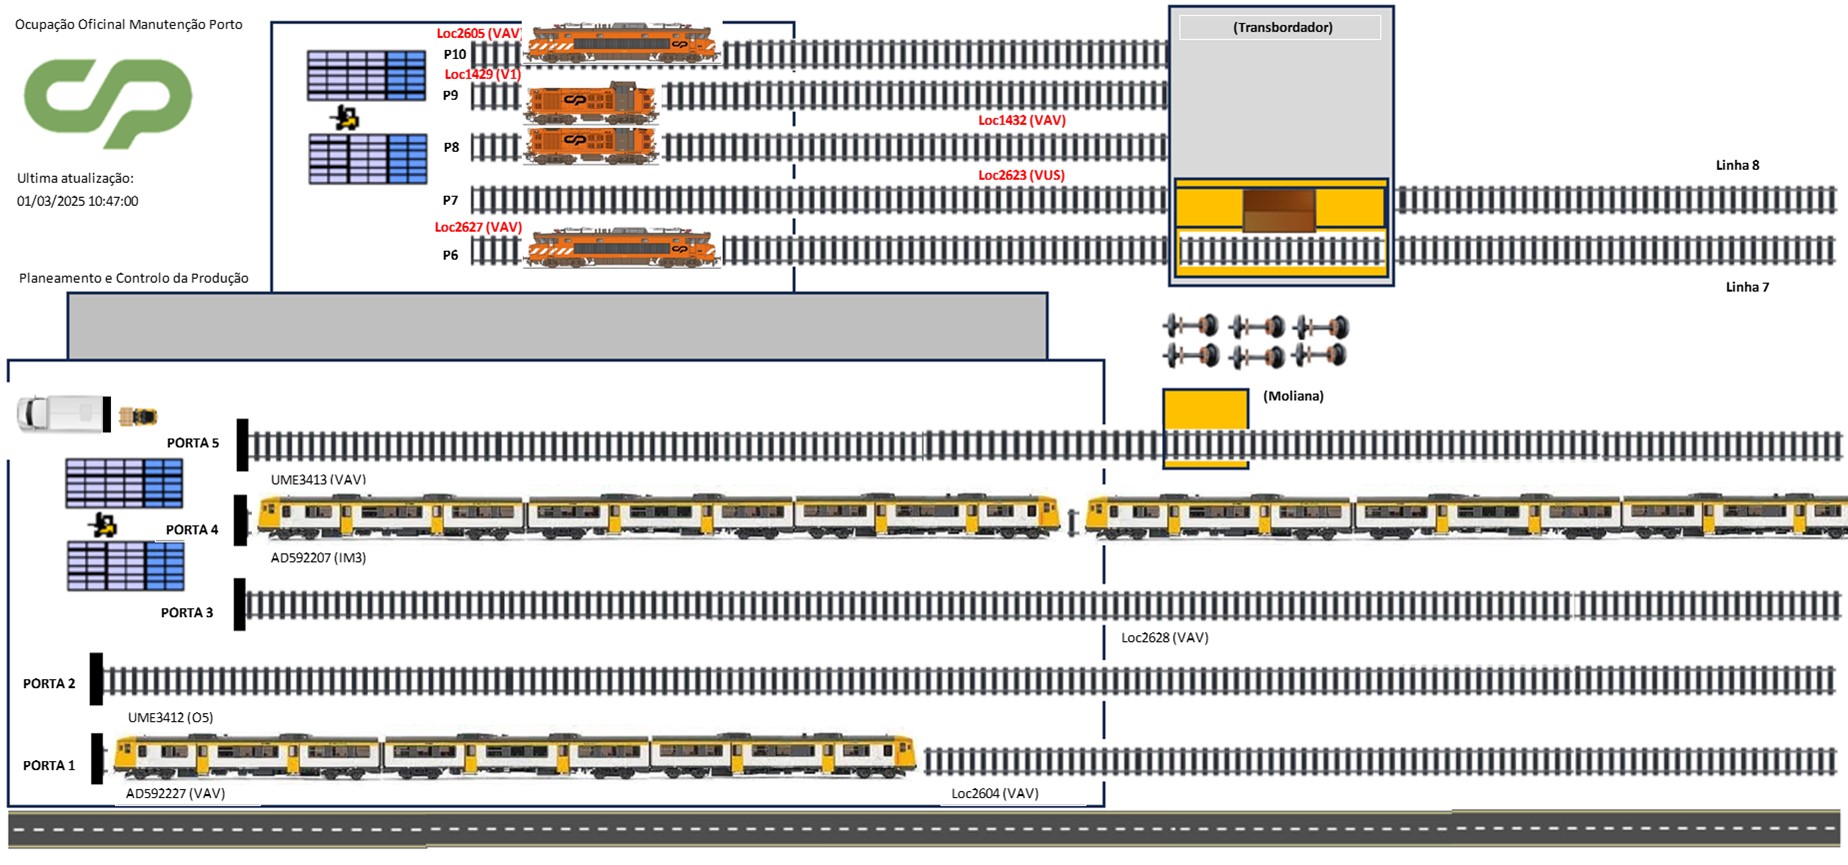 Ocupação Oficinal Manutenção Porto
Ultima atualização:
01/03/2025 10:47:00
Planeamento e Controlo da Produção
Loc2605 (VAV)
P10
Loc1429 (V1)
P9
Loc1432 (VAV)
P8
Loc2623 (VUS)
P7
Loc2627 (VAV)
P6
(Transbordador)
Linha 8
Linha 7
(Moliana)
PORTA 5
UME3413 (VAV)
PORTA 4
AD592207 (IM3)
PORTA 3
Loc2628 (VAV)
PORTA 2
UME3412 (O5)
PORTA 1
AD592227 (VAV)
Loc2604 (VAV)